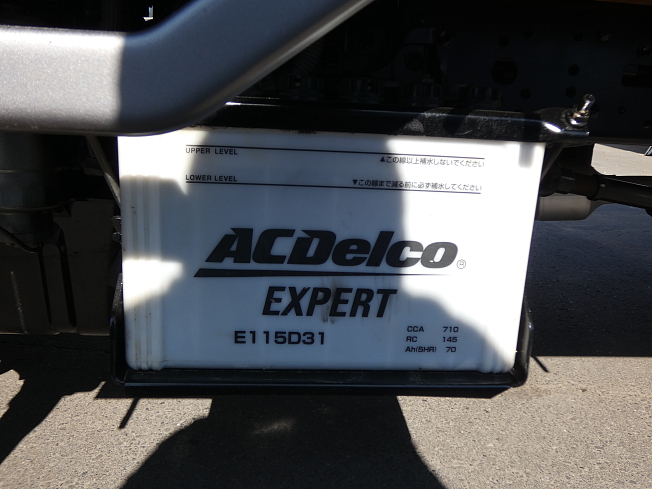 UPPER LEVEL ▲この線以上補水しないでください
LOWER LEVEL ▼この線まで減る前に必ず補水してください
ACDelco
EXPERT
E115D31
CCA 710
RC 145
Ah(5HR) 70